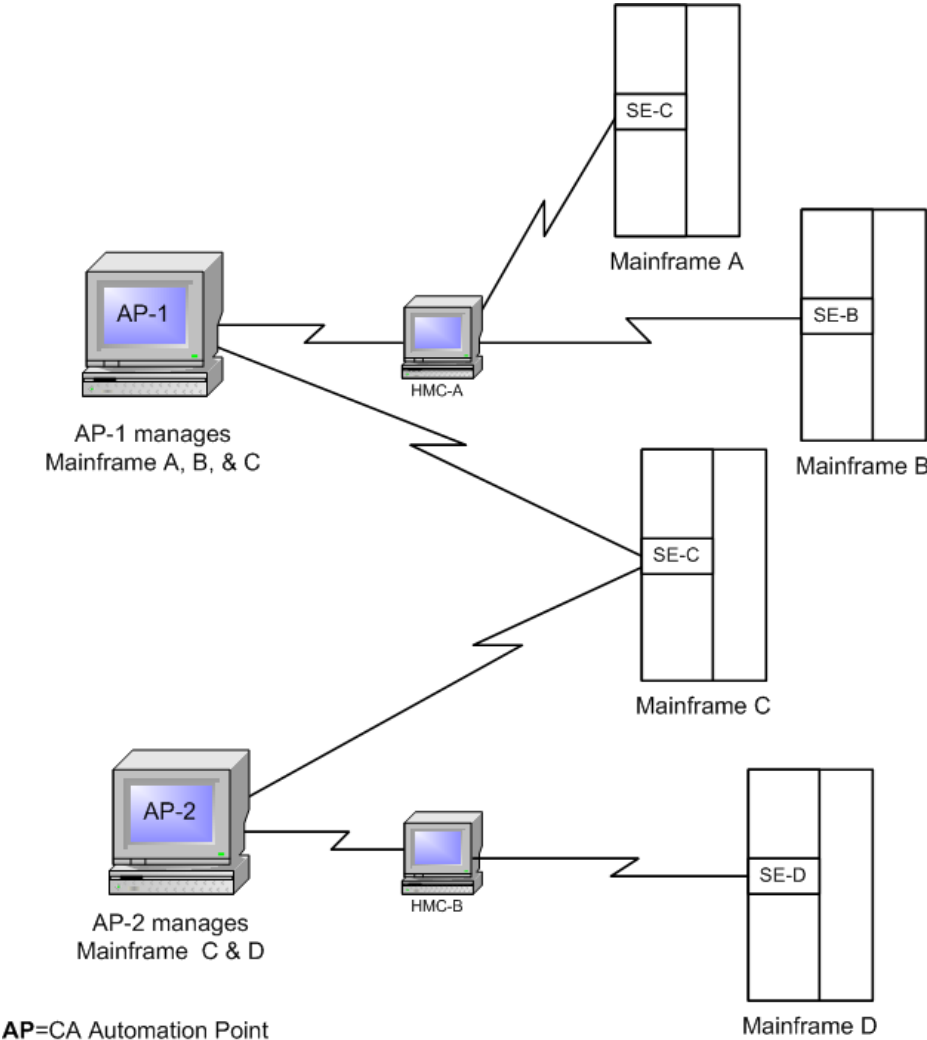 SE-C
Mainframe A
AP-1
SE-B
HMC-A
AP-1 manages
Mainframe A, B, & C
Mainframe B
SE-C
Mainframe C
AP-2
SE-D
HMC-B
AP-2 manages
Mainframe C & D
AP=CA Automation Point
Mainframe D